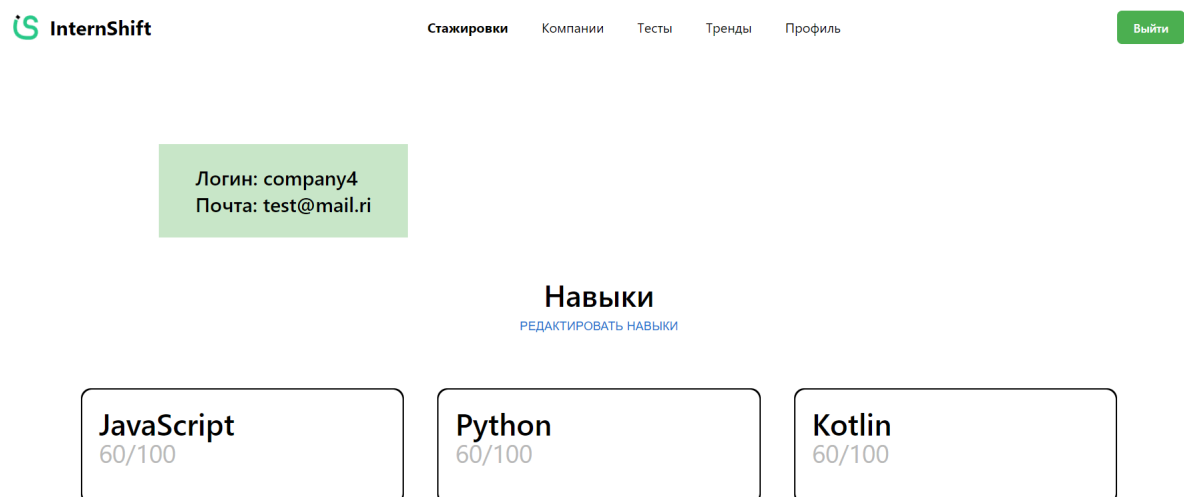 InternShift
Стажировки Компании Тесты Тренды Профиль
Выйти
Логин: company4
Почта: test@mail.ri
Навыки
РЕДАКТИРОВАТЬ НАВЫКИ
JavaScript
60/100
Python
60/100
Kotlin
60/100